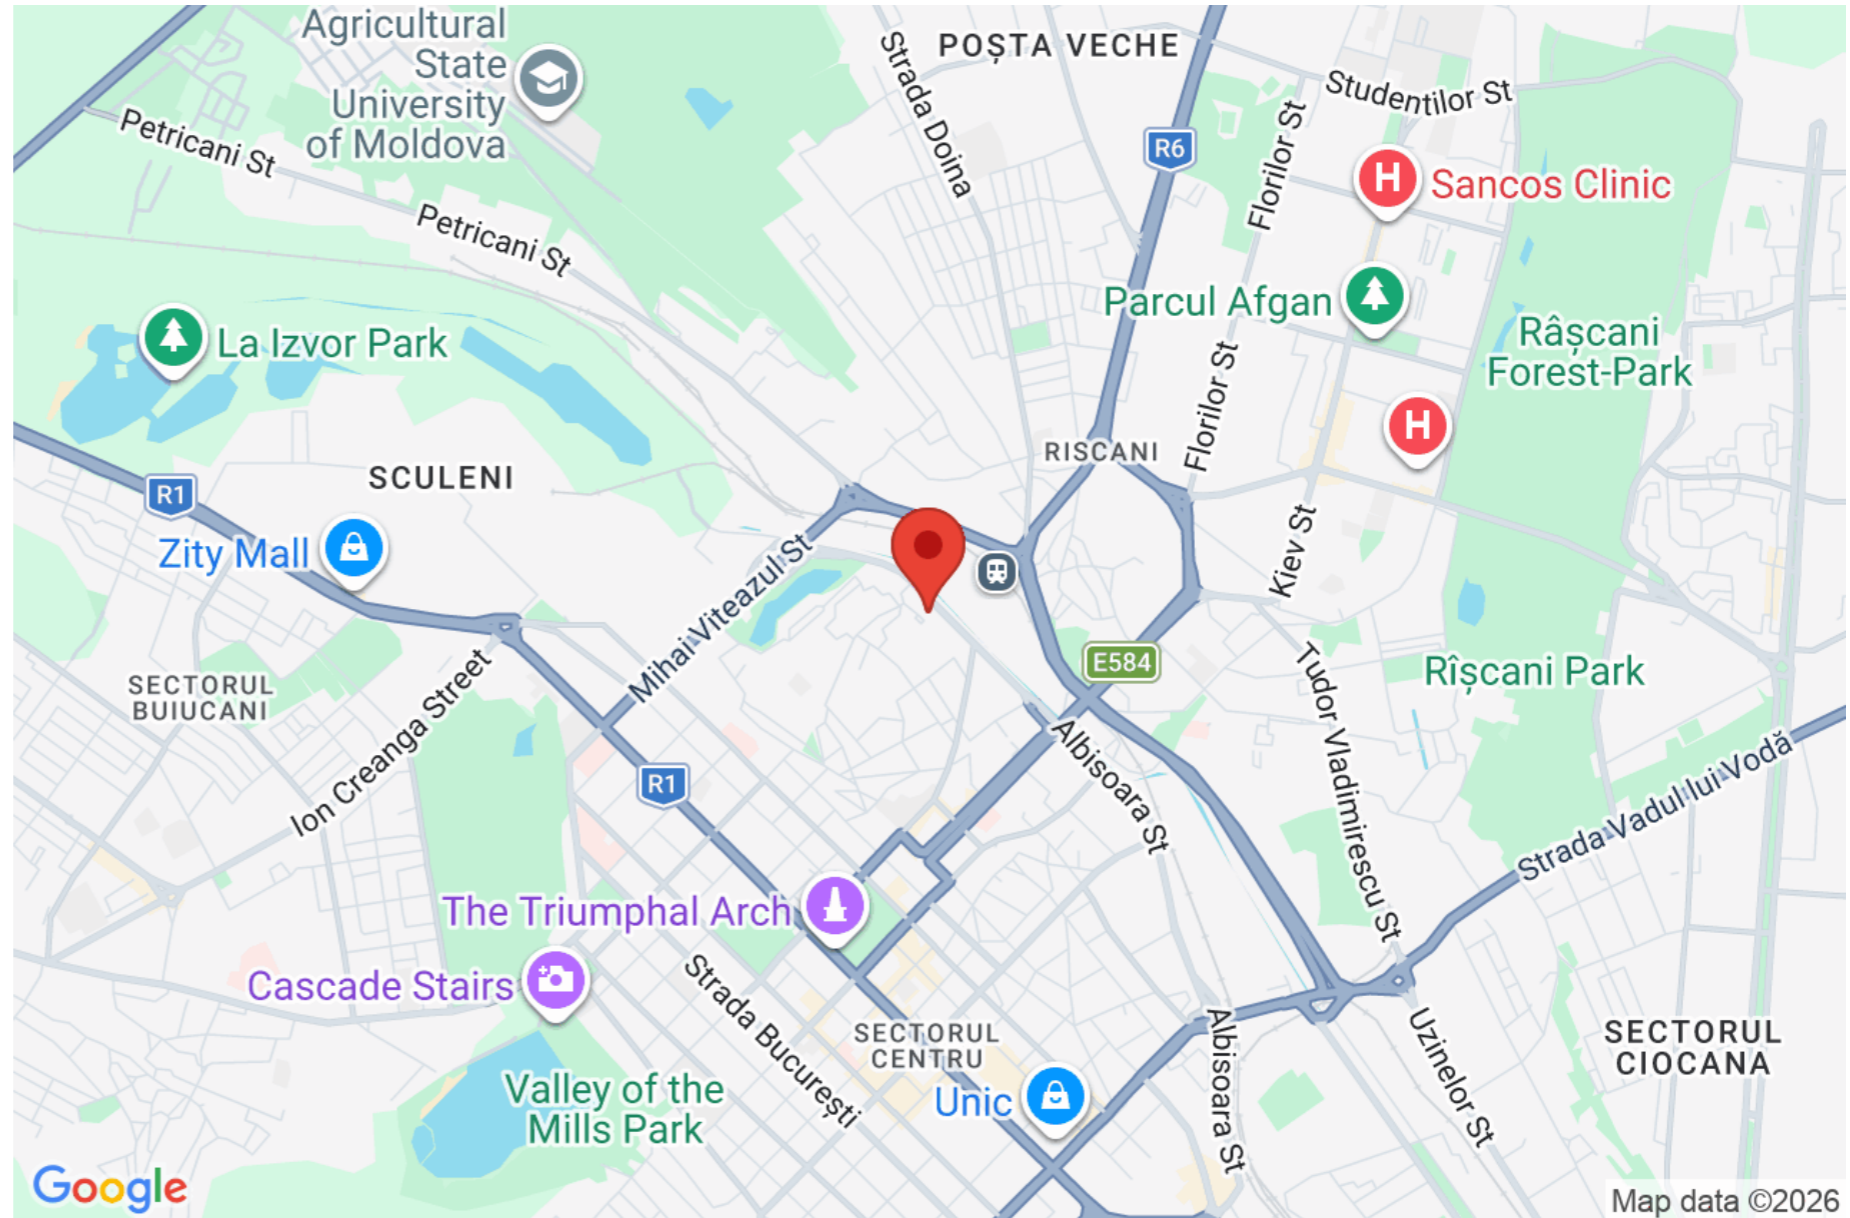 Agricultural
State
University
of Moldova
POȘTA VECHE
Strada Doina
Studentilor St
Petricani St
R6
Florilor St
H
Sancos Clinic
Petricani St
Parcul Afgan
La Izvor Park
Râșcani
Forest-Park
Florilor St
H
RISCANI
SCULENI
R1
Zity Mall
Mihai Viteazul St
Kiev St
E584
Rîșcani Park
SECTORUL
BUIUCANI
Ion Creanga Street
Tudor Vladimirescu St
R1
Albisoara St
Strada Vadul lui Vodă
The Triumphal Arch
Cascade Stairs
Strada București
SECTORUL
CENTRU
Albisoara St
Uzinelor St
SECTORUL
CIOCANA
Valley of the
Mills Park
Unic
Google
Map data ©2026